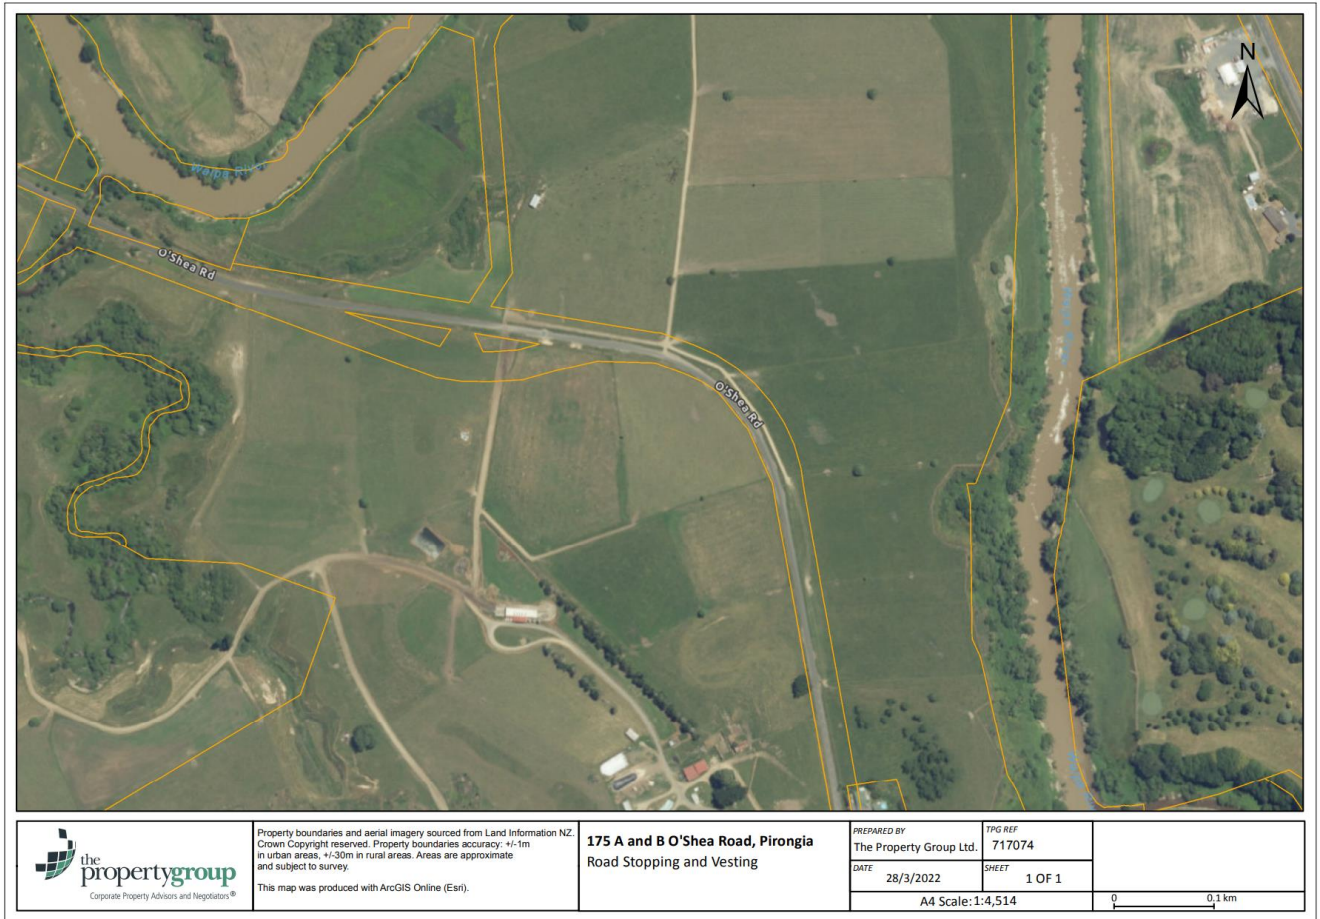 N
Waipa River
O'Shea Rd
O'Shea Rd
the
propertygroup
Corporate Property Advisors and Negotiators®
Property boundaries and aerial imagery sourced from Land Information NZ.
Crown Copyright reserved. Property boundaries accuracy: +/-1m
in urban areas, +/-30m in rural areas. Areas are approximate
and subject to survey.
This map was produced with ArcGIS Online (Esri).
175 A and B O'Shea Road, Pirongia
Road Stopping and Vesting
PREPARED BY
The Property Group Ltd.
TPG REF
717074
DATE
28/3/2022
SHEET
1 OF 1
A4 Scale:1:4,514
0 0.1 km